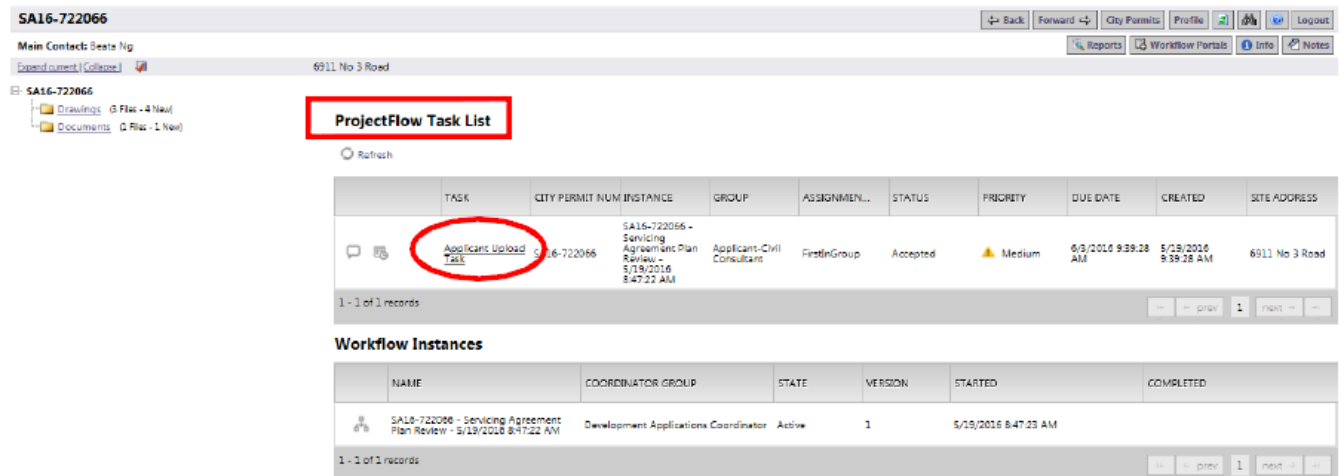 SA16-722066
Back Forward City Permits Profile Logout
Main Contact: Beata Ng
Reports Workflow Portals Info Notes
Expand current | Collapse |
6911 No 3 Road
SA16-722066
Drawings (3 Files - 4 New)
Documents (1 Files - 1 New)
ProjectFlow Task List
Refresh
TASK CITY PERMIT NUM INSTANCE GROUP ASSIGNMEN... STATUS PRIORITY DUE DATE CREATED SITE ADDRESS
Applicant Upload Task
SA16-722066
SA16-722066 -
Servicing
Agreement Plan
Review -
5/19/2016
8:47:22 AM
Applicant-Civil
Consultant
FirstInGroup
Accepted
Medium
6/3/2016 9:39:28
AM
5/19/2016
9:39:28 AM
6911 No 3 Road
1 - 1 of 1 records
prev 1 next
Workflow Instances
NAME COORDINATOR GROUP STATE VERSION STARTED COMPLETED
SA16-722066 - Servicing Agreement
Plan Review - 5/19/2016 8:47:22 AM
Development Applications Coordinator Active 1 5/19/2016 8:47:23 AM
1 - 1 of 1 records
prev 1 next